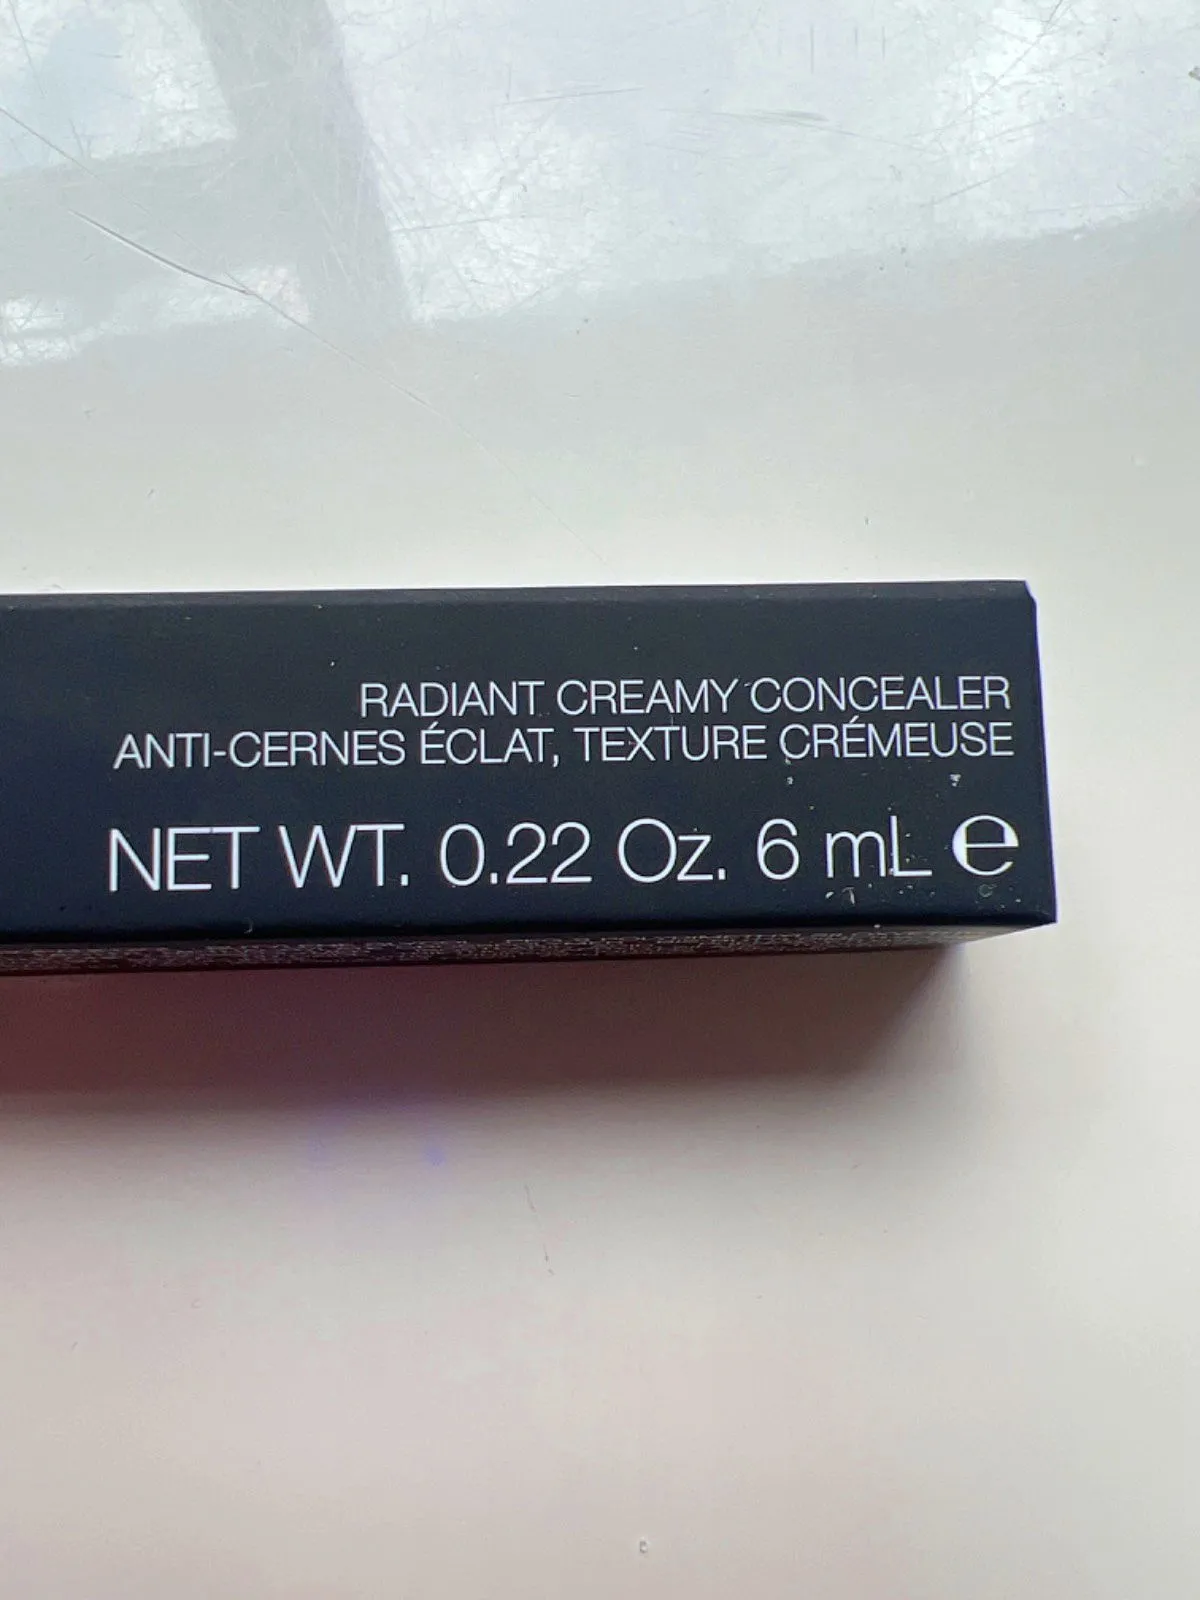 RADIANT CREAMY CONCEALER
ANTI-CERNES ÉCLAT, TEXTURE CRÉMEUSE
NET WT. 0.22 Oz. 6 mL ℮